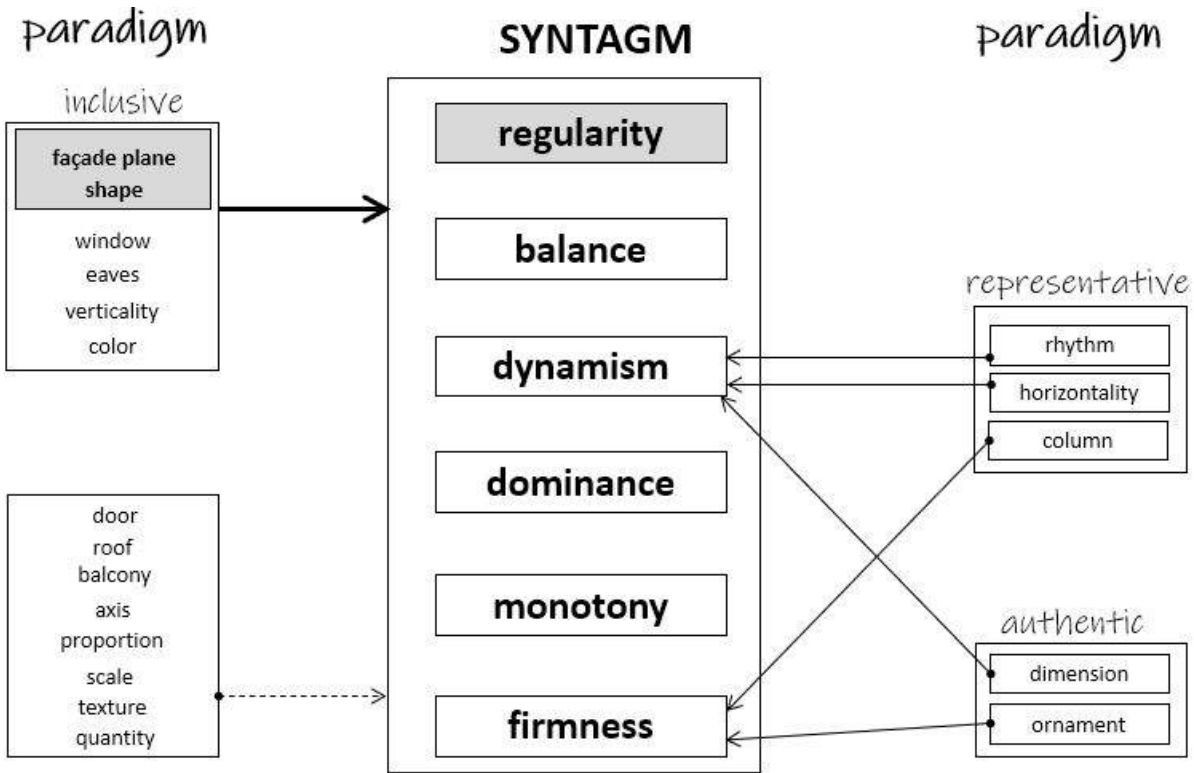 paradigm
SYNTAGM
paradigm
inclusive
façade plane
shape
window
eaves
verticality
color
door
roof
balcony
axis
proportion
scale
texture
quantity
regularity
balance
dynamism
dominance
monotony
firmness
representative
rhythm
horizontality
column
authentic
dimension
ornament